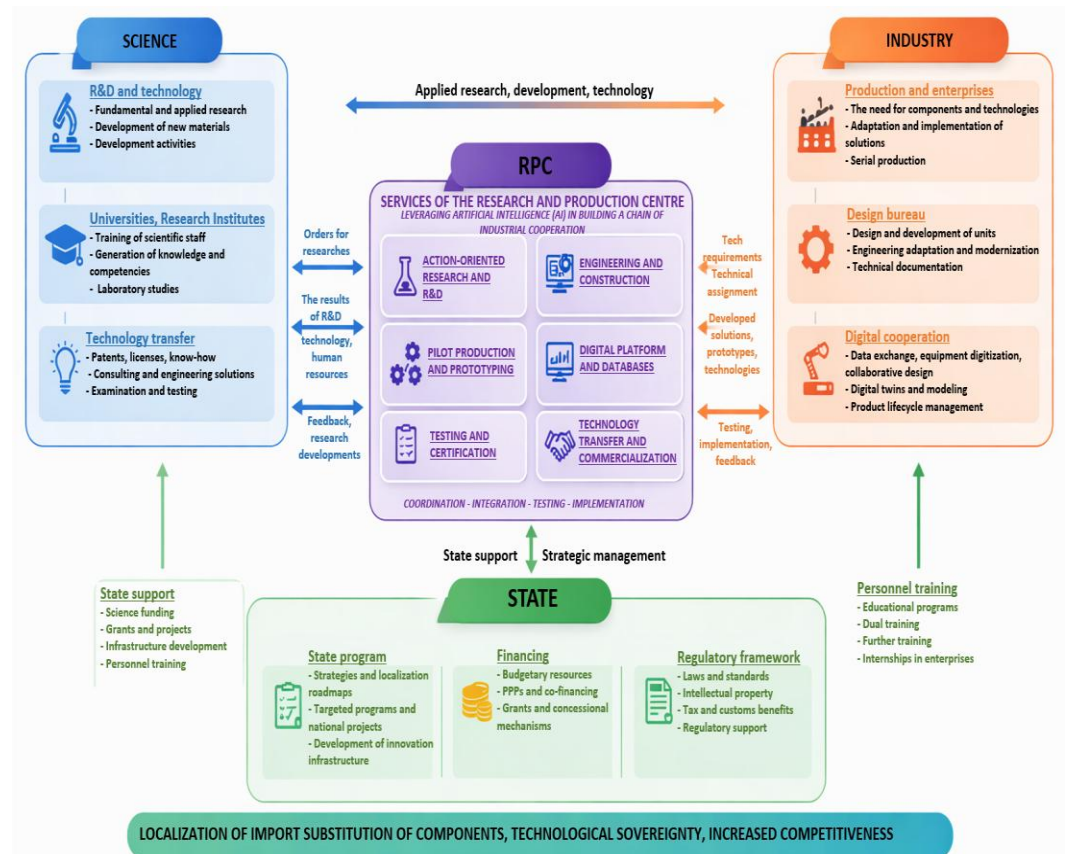 SCIENCE
R&D and technology
- Fundamental and applied research
- Development of new materials
- Development activities
Universities, Research Institutes
- Training of scientific staff
- Generation of knowledge and
competencies
- Laboratory studies
Technology transfer
- Patents, licenses, know-how
- Consulting and engineering solutions
- Examination and testing
Applied research, development, technology
Orders for
researches
The results
of R&D
technology,
human
resources
Feedback,
research
developments
RPC
SERVICES OF THE RESEARCH AND PRODUCTION CENTRE
LEVERAGING ARTIFICIAL INTELLIGENCE (AI) IN BUILDING A CHAIN OF
INDUSTRIAL COOPERATION
ACTION-ORIENTED
RESEARCH AND
R&D
ENGINEERING AND
CONSTRUCTION
PILOT PRODUCTION
AND PROTOTYPING
DIGITAL PLATFORM
AND DATABASES
TESTING AND
CERTIFICATION
TECHNOLOGY
TRANSFER AND
COMMERCIALIZATION
COORDINATION - INTEGRATION - TESTING - IMPLEMENTATION
Tech
requirements
Technical
assignment
Developed
solutions,
prototypes,
technologies
Testing,
implementation,
feedback
INDUSTRY
Production and enterprises
- The need for components and technologies
- Adaptation and implementation of
solutions
- Serial production
Design bureau
- Design and development of units
- Engineering adaptation and modernization
- Technical documentation
Digital cooperation
- Data exchange, equipment digitization,
collaborative design
- Digital twins and modeling
- Product lifecycle management
State support
Strategic management
State support
- Science funding
- Grants and projects
- Infrastructure development
- Personnel training
STATE
State program
- Strategies and localization
roadmaps
- Targeted programs and
national projects
- Development of innovation
infrastructure
Financing
- Budgetary resources
- PPPs and co-financing
- Grants and concessional
mechanisms
Regulatory framework
- Laws and standards
- Intellectual property
- Tax and customs benefits
- Regulatory support
Personnel training
- Educational programs
- Dual training
- Further training
- Internships in enterprises
LOCALIZATION OF IMPORT SUBSTITUTION OF COMPONENTS, TECHNOLOGICAL SOVEREIGNTY, INCREASED COMPETITIVENESS